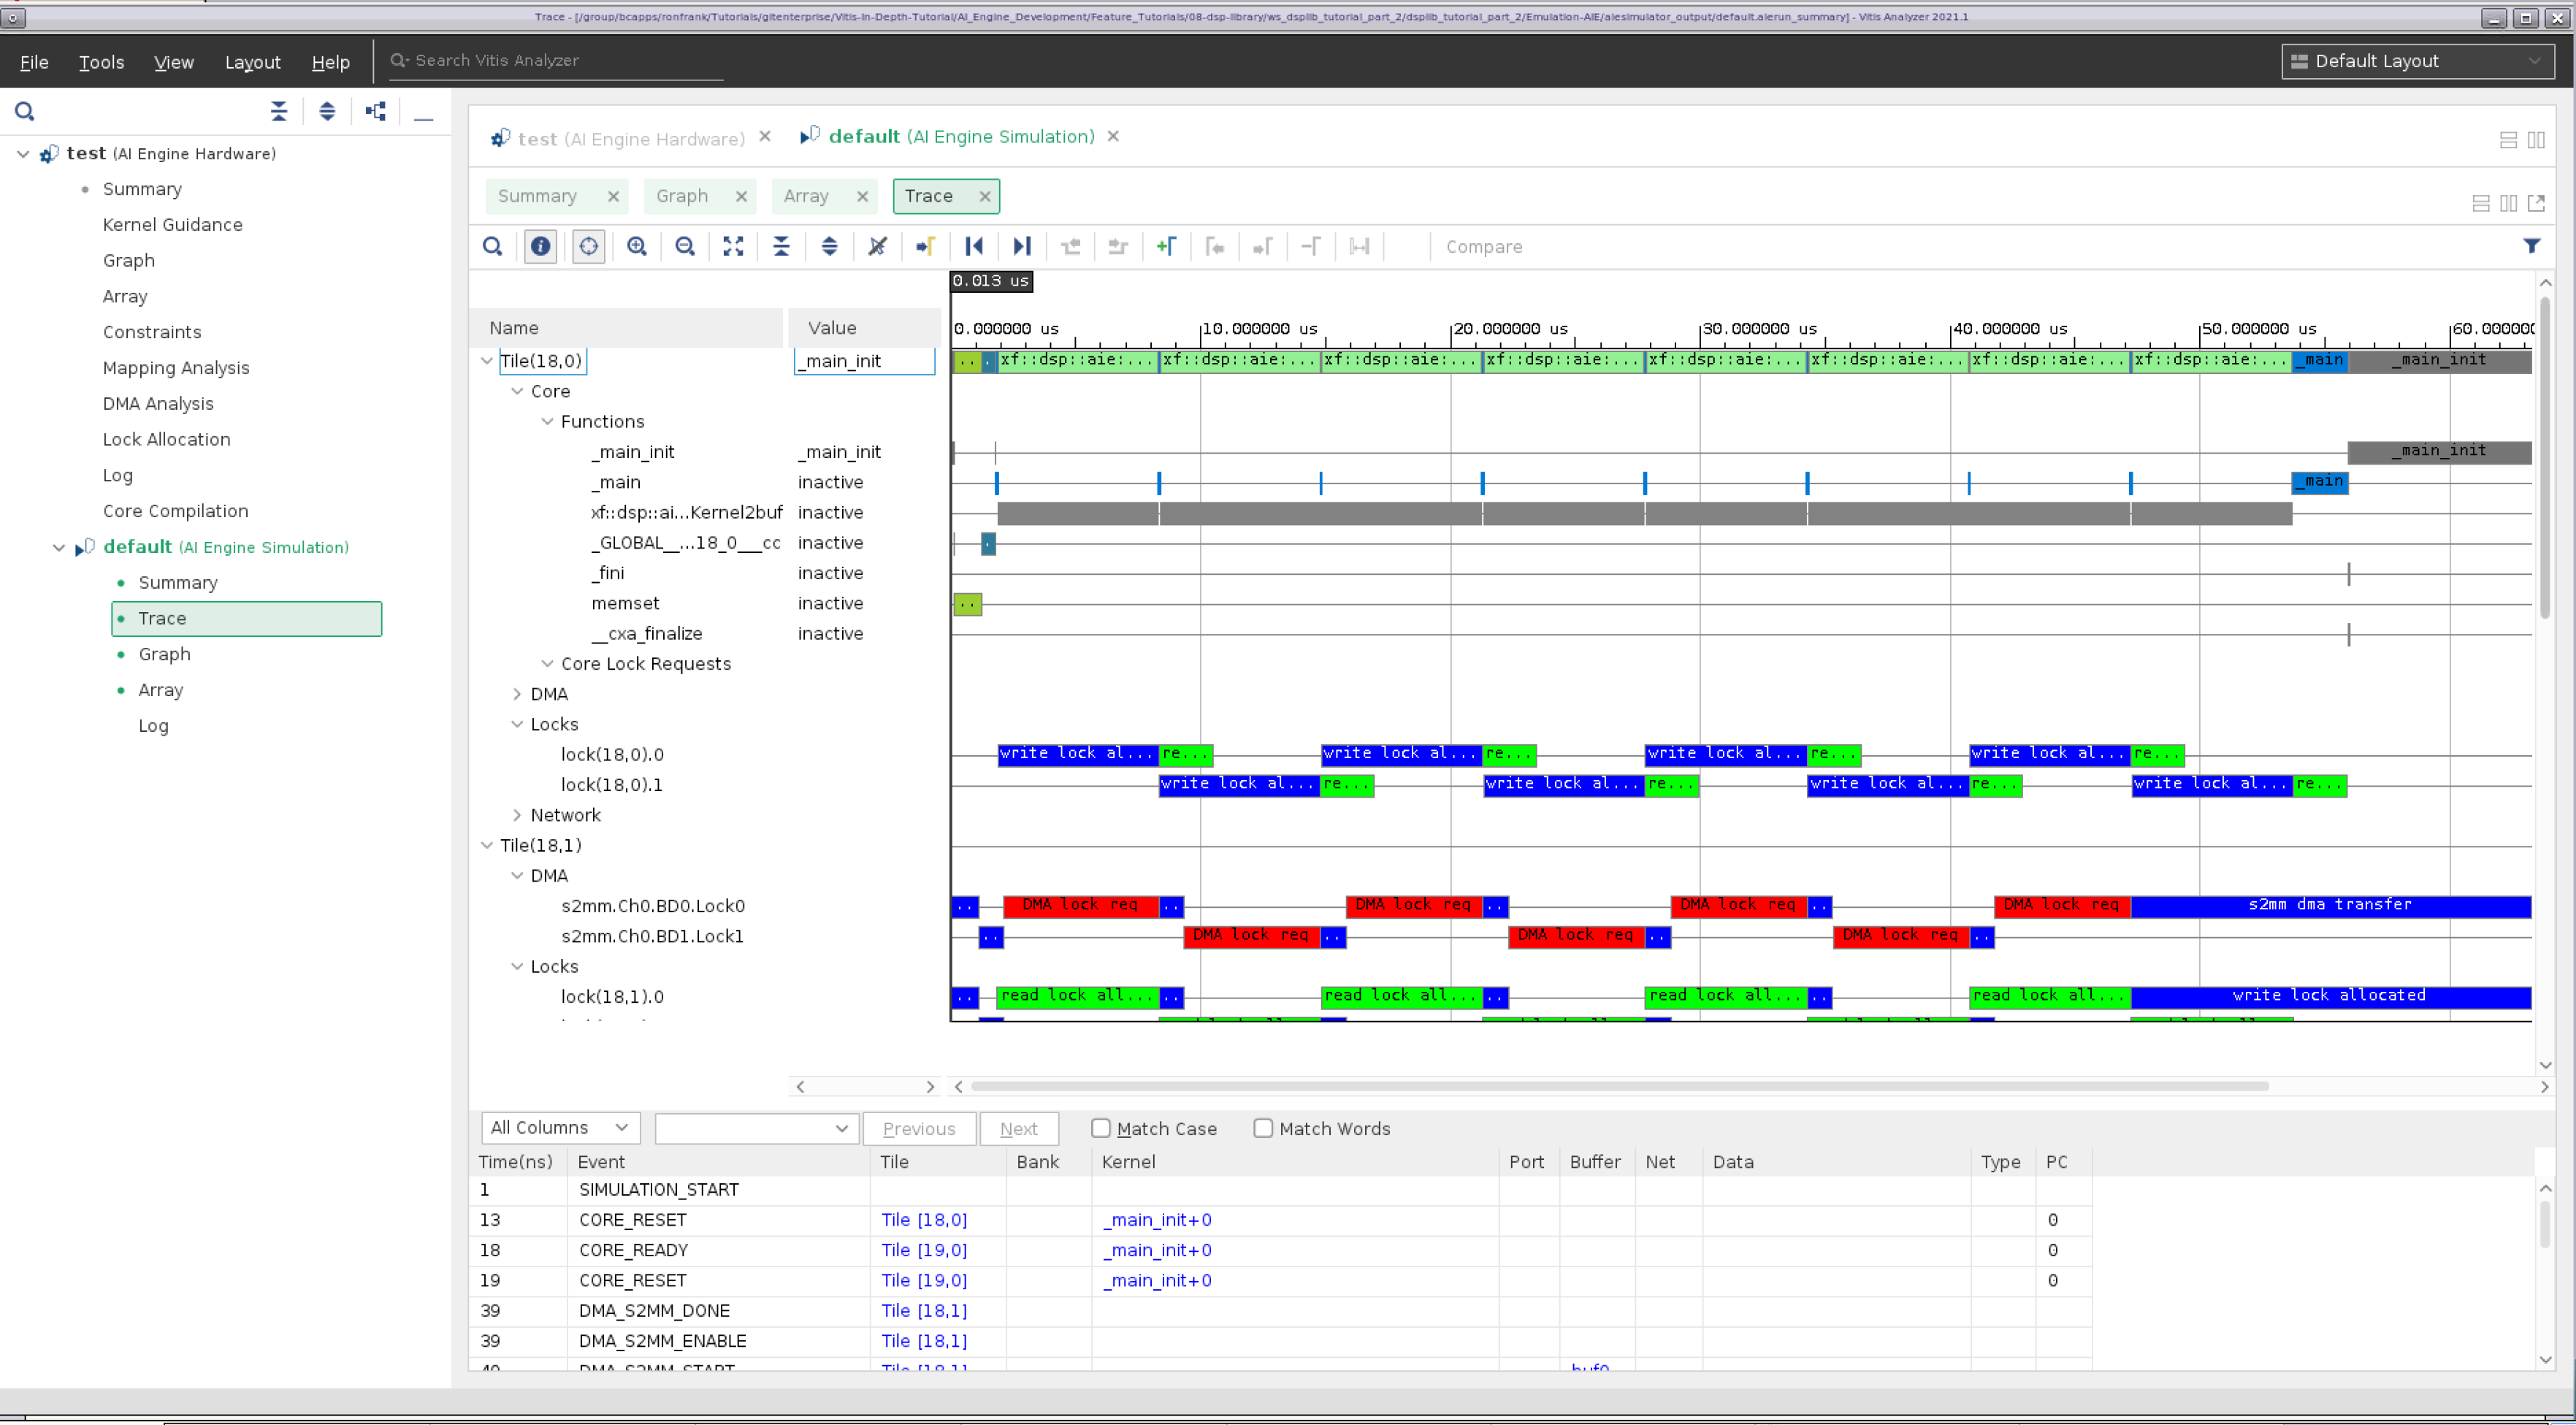 Trace - [/group/bcapps/ronfrank/Tutorials/gitenterprise/Vitis-In-Depth-Tutorial/AI_Engine_Development/Feature_Tutorials/08-dsp-library/ws_dsplib_tutorial_part_2/dsplib_tutorial_part_2/Emulation-AIE/aiesimulator_output/default.aierun_summary] - Vitis Analyzer 2021.1
File Tools View Layout Help Search Vitis Analyzer Default Layout
test (AI Engine Hardware)
Summary
Kernel Guidance
Graph
Array
Constraints
Mapping Analysis
DMA Analysis
Lock Allocation
Log
Core Compilation
default (AI Engine Simulation)
Summary
Trace
Graph
Array
Log
test (AI Engine Hardware) default (AI Engine Simulation)
Summary Graph Array Trace
Compare
0.013 us
Name Value 0.000000 us 10.000000 us 20.000000 us 30.000000 us 40.000000 us 50.000000 us 60.00000
Tile(18,0) _main_init .. . xf::dsp::aie:... xf::dsp::aie:... xf::dsp::aie:... xf::dsp::aie:... xf::dsp::aie:... xf::dsp::aie:... xf::dsp::aie:... xf::dsp::aie:... _main _main_init
Core
Functions
_main_init _main_init _main_init
_main inactive _main
xf::dsp::ai...Kernel2buf inactive
_GLOBAL__...18_0___cc inactive .
_fini inactive
memset inactive ..
__cxa_finalize inactive
Core Lock Requests
DMA
Locks
lock(18,0).0 write lock al... re... write lock al... re... write lock al... re... write lock al... re...
lock(18,0).1 write lock al... re... write lock al... re... write lock al... re... write lock al... re...
Network
Tile(18,1)
DMA
s2mm.Ch0.BD0.Lock0 .. DMA lock req .. DMA lock req .. DMA lock req .. DMA lock req s2mm dma transfer
s2mm.Ch0.BD1.Lock1 .. DMA lock req .. DMA lock req .. DMA lock req ..
Locks
lock(18,1).0 .. read lock all... .. read lock all... .. read lock all... .. read lock all... write lock allocated
All Columns Previous Next Match Case Match Words
Time(ns) Event Tile Bank Kernel Port Buffer Net Data Type PC
1 SIMULATION_START
13 CORE_RESET Tile [18,0] _main_init+0 0
18 CORE_READY Tile [19,0] _main_init+0 0
19 CORE_RESET Tile [19,0] _main_init+0 0
39 DMA_S2MM_DONE Tile [18,1]
39 DMA_S2MM_ENABLE Tile [18,1]
40 DMA_S2MM_START Tile [18,1] buf0